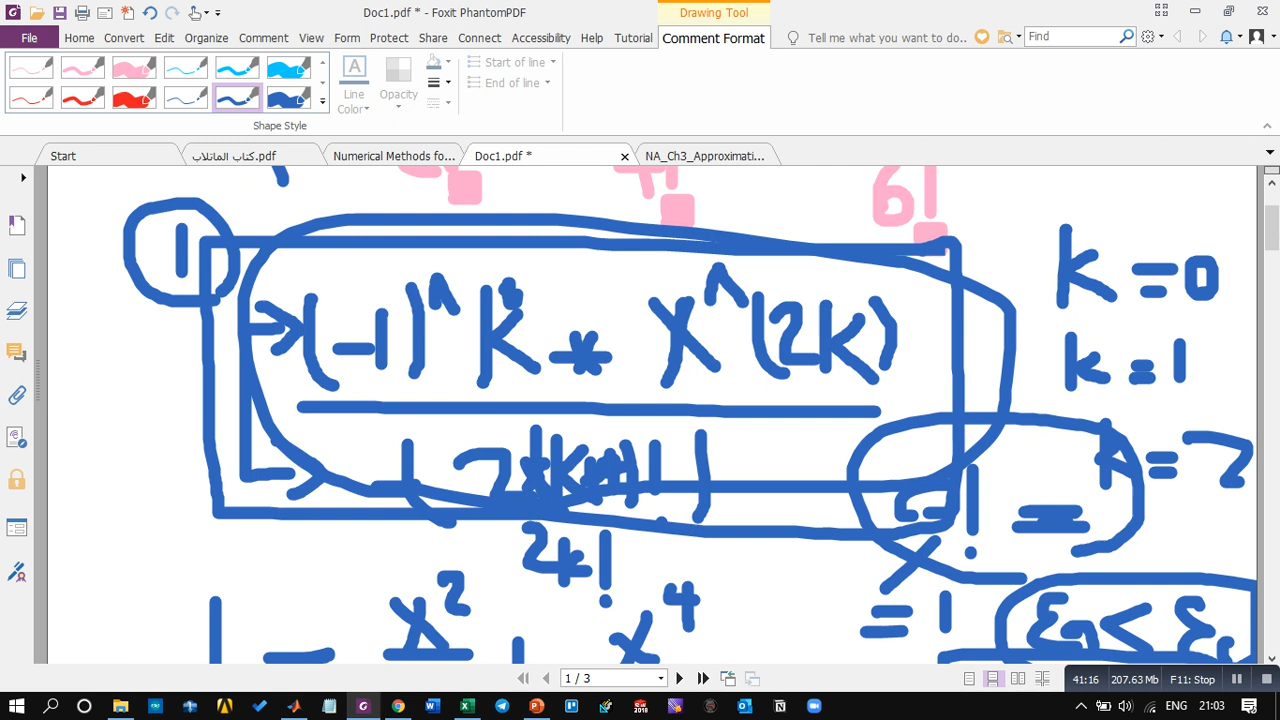 Doc1.pdf * - Foxit PhantomPDF
Drawing Tool
File Home Convert Edit Organize Comment View Form Protect Share Connect Accessibility Help Tutorial Comment Format Tell me what you want to do.. Find
Line Color
Opacity
Start of line
End of line
Shape Style
Start
كتاب الماتلاب.pdf
Numerical Methods fo...
Doc1.pdf *
NA_Ch3_Approximati...
4! 6!
1
(-1)^k * x^(2k)
k = 0
k = 1
k = 2
2k!
= 1
1 - x² x⁴
1 / 3
41:16 207.63 Mb F11: Stop
ENG 21:03